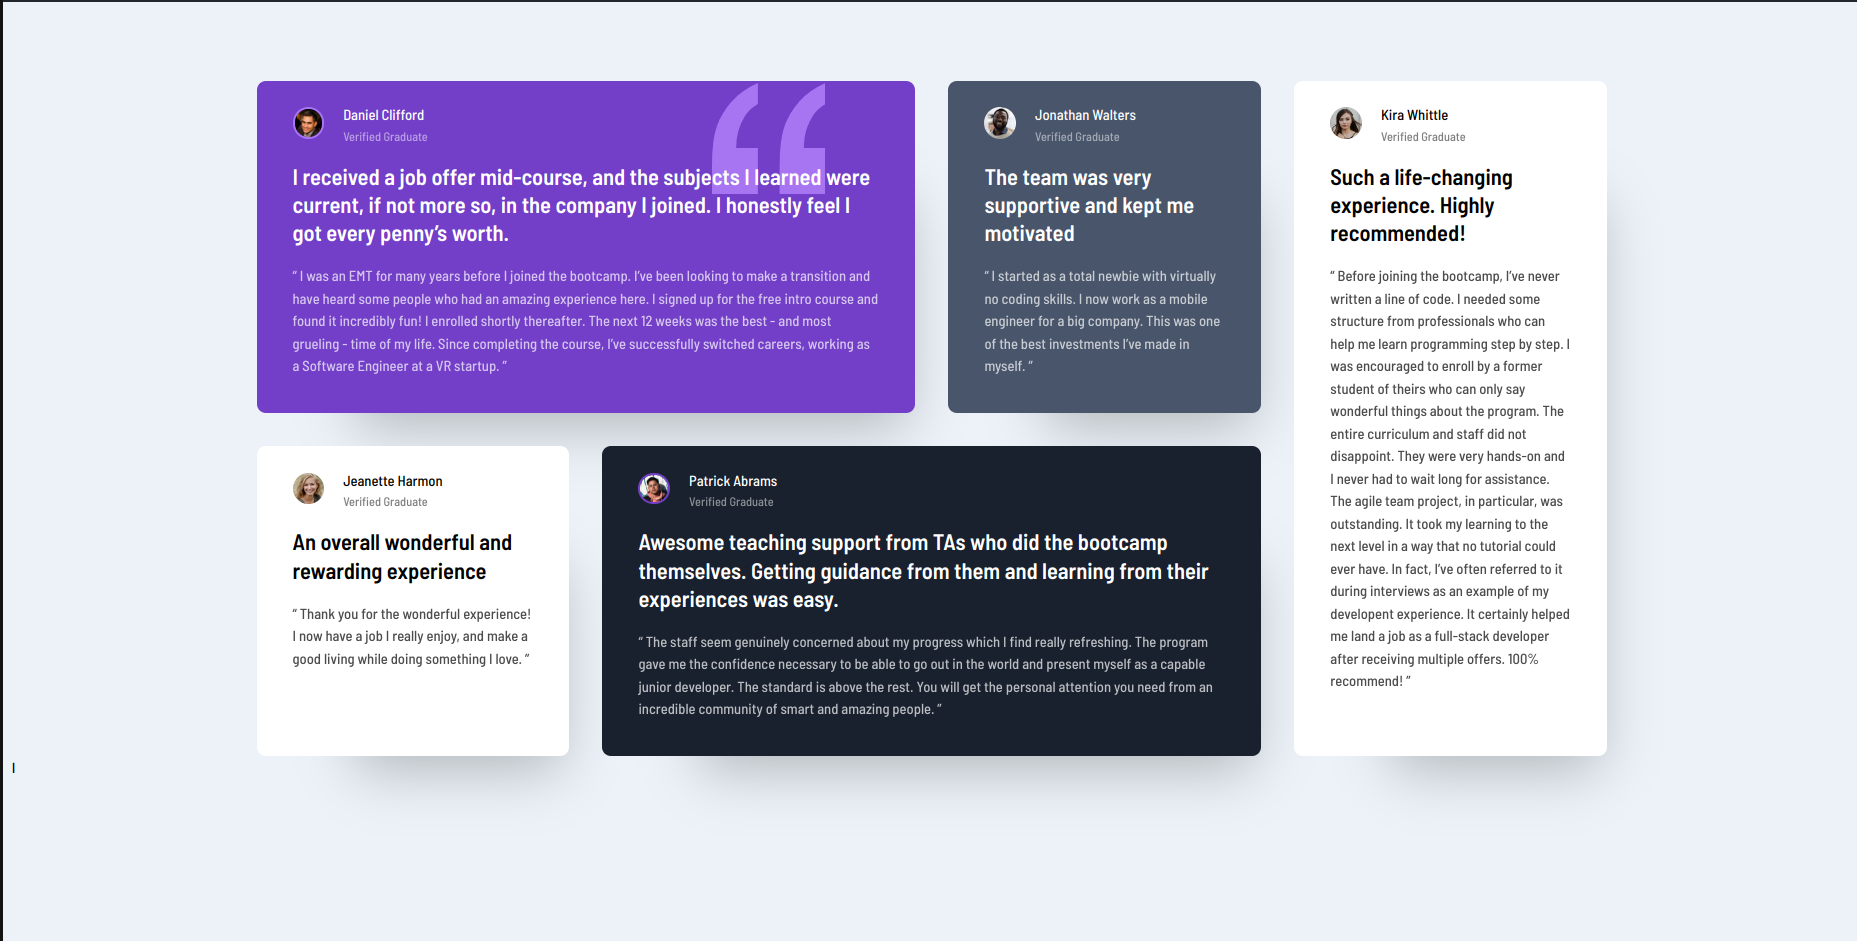 Daniel Clifford
Verified Graduate
I received a job offer mid-course, and the subjects I learned were
current, if not more so, in the company I joined. I honestly feel I
got every penny’s worth.
“ I was an EMT for many years before I joined the bootcamp. I’ve been looking to make a transition and
have heard some people who had an amazing experience here. I signed up for the free intro course and
found it incredibly fun! I enrolled shortly thereafter. The next 12 weeks was the best - and most
grueling - time of my life. Since completing the course, I’ve successfully switched careers, working as
a Software Engineer at a VR startup. ”
Jonathan Walters
Verified Graduate
The team was very
supportive and kept me
motivated
“ I started as a total newbie with virtually
no coding skills. I now work as a mobile
engineer for a big company. This was one
of the best investments I’ve made in
myself. ”
Kira Whittle
Verified Graduate
Such a life-changing
experience. Highly
recommended!
“ Before joining the bootcamp, I’ve never
written a line of code. I needed some
structure from professionals who can
help me learn programming step by step. I
was encouraged to enroll by a former
student of theirs who can only say
wonderful things about the program. The
entire curriculum and staff did not
disappoint. They were very hands-on and
I never had to wait long for assistance.
The agile team project, in particular, was
outstanding. It took my learning to the
next level in a way that no tutorial could
ever have. In fact, I’ve often referred to it
during interviews as an example of my
developent experience. It certainly helped
me land a job as a full-stack developer
after receiving multiple offers. 100%
recommend! ”
Jeanette Harmon
Verified Graduate
An overall wonderful and
rewarding experience
“ Thank you for the wonderful experience!
I now have a job I really enjoy, and make a
good living while doing something I love. ”
Patrick Abrams
Verified Graduate
Awesome teaching support from TAs who did the bootcamp
themselves. Getting guidance from them and learning from their
experiences was easy.
“ The staff seem genuinely concerned about my progress which I find really refreshing. The program
gave me the confidence necessary to be able to go out in the world and present myself as a capable
junior developer. The standard is above the rest. You will get the personal attention you need from an
incredible community of smart and amazing people. ”
l